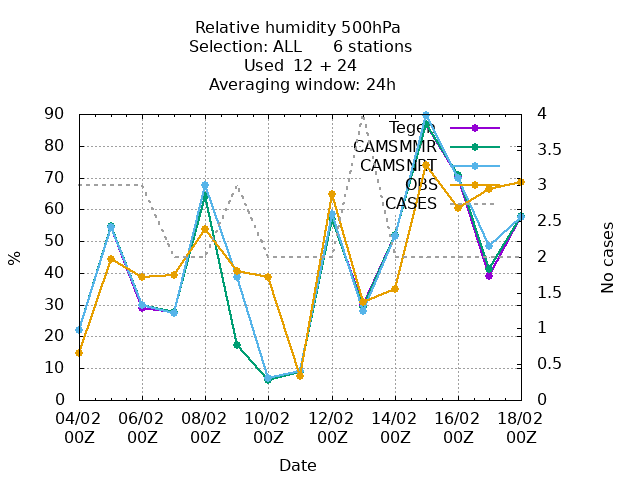 Relative humidity 500hPa
Selection: ALL      6 stations
Used  12 + 24
Averaging window: 24h
90
80
70
60
50
40
30
20
10
0
%
4
3.5
3
2.5
2
1.5
1
0.5
0
No cases
Tegen
CAMSMMR
CAMSNRT
OBS
CASES
04/02 06/02 08/02 10/02 12/02 14/02 16/02 18/02
00Z 00Z 00Z 00Z 00Z 00Z 00Z 00Z
Date